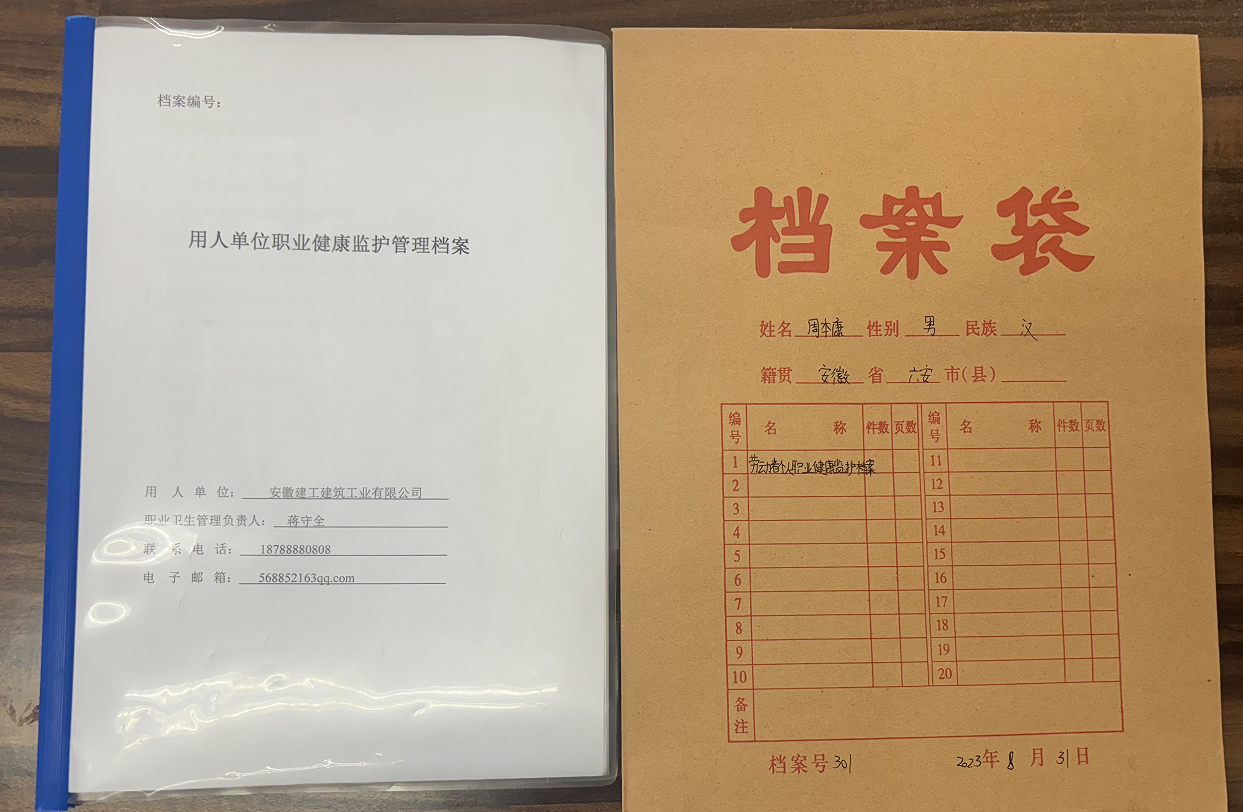 档案编号：
用人单位职业健康监护管理档案
用 人 单 位： 安徽建工建筑工业有限公司
职业卫生管理负责人： 蒋守全
联 系 电 话： 18788880808
电 子 邮 箱： 568852163qq.com
档案袋
姓名 周本康 性别 男 民族 汉
籍贯 安徽 省 六安 市(县)
编号 名 称 件数 页数 编号 名 称 件数 页数
1 劳动者个人职业健康监护档案 11
2 12
3 13
4 14
5 15
6 16
7 17
8 18
9 19
10 20
备注
档案号 301 2023年 8 月 31 日